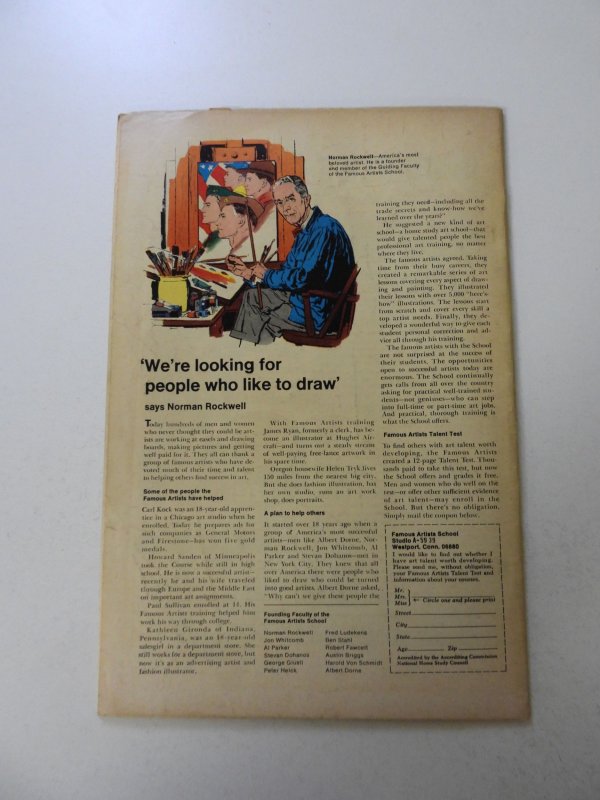 Norman Rockwell—America's most
beloved artist. He is a founder
and member of the Guiding Faculty
of the Famous Artists School.
'We're looking for
people who like to draw'
says Norman Rockwell
Today hundreds of men and women
who never thought they could be art-
ists are working at easels and drawing
boards, making pictures and getting
well paid for it. They all can thank a
group of famous artists who have de-
voted much of their time and talent
to helping others find success in art.
Some of the people the
Famous Artists have helped
Carl Kock was an 18-year-old appren-
tice in a Chicago art studio when he
enrolled. Today he prepares ads for
such companies as General Motors
and Firestone—has won five gold
medals.
Howard Sanden of Minneapolis
took the Course while still in high
school. He is now a successful artist—
recently he and his wife traveled
through Europe and the Middle East
on important art assignments.
Paul Sullivan enrolled at 14. His
Famous Artists training helped him
work his way through college.
Kathleen Gironda of Indiana,
Pennsylvania, was an 18-year-old
salesgirl in a department store. She
still works for a department store, but
now it's as an advertising artist and
fashion illustrator.
With Famous Artists training
James Ryan, formerly a clerk, has be-
come an illustrator at Hughes Air-
craft—and turns out a steady stream
of well-paying free-lance artwork in
his spare time.
Oregon housewife Helen Tryk lives
150 miles from the nearest big city.
But she does fashion illustration, has
her own studio, runs an art work
shop, does portraits.
A plan to help others
It started over 18 years ago when a
group of America's most successful
artists—men like Albert Dorne, Nor-
man Rockwell, Jon Whitcomb, Al
Parker and Stevan Dohanos—met in
New York City. They knew that all
over America there were people who
liked to draw who could be turned
into good artists. Albert Dorne asked,
"Why can't we give these people the
Founding Faculty of the
Famous Artists School
Norman Rockwell
Jon Whitcomb
Al Parker
Stevan Dohanos
George Giusti
Peter Helck
Fred Ludekens
Ben Stahl
Robert Fawcett
Austin Briggs
Harold Von Schmidt
Albert Dorne
training they need—including all the
trade secrets and know-how we've
learned over the years?"
He suggested a new kind of art
school—a home study art school—that
would give talented people the best
professional art training, no matter
where they live.
The famous artists agreed. Taking
time from their busy careers, they
created a remarkable series of art
lessons covering every aspect of draw-
ing and painting. They illustrated
their lessons with over 5,000 "here's-
how" illustrations. The lessons start
from scratch and cover every skill a
top artist needs. Finally, they de-
veloped a wonderful way to give each
student personal correction and ad-
vice all through his training.
The famous artists with the School
are not surprised at the success of
their students. The opportunities
open to successful artists today are
enormous. The School continually
gets calls from all over the country
asking for practical well-trained stu-
dents—not geniuses—who can step
into full-time or part-time art jobs.
And practical, thorough training is
what the School offers.
Famous Artists Talent Test
To find others with art talent worth
developing, the Famous Artists
created a 12-page Talent Test. Thou-
sands paid to take this test, but now
the School offers and grades it free.
Men and women who do well on the
test—or offer other sufficient evidence
of art talent—may enroll in the
School. But there's no obligation.
Simply mail the coupon below.
Famous Artists School
Studio A-
Westport, Conn. 06880
I would like to find out whether I
have art talent worth developing.
Please send me, without obligation,
your Famous Artists Talent Test and
information about your courses.
Mr.
Mrs. ← Circle one and please print
Miss
Street
City
State
Age Zip
Accredited by the Accrediting Commission
National Home Study Council